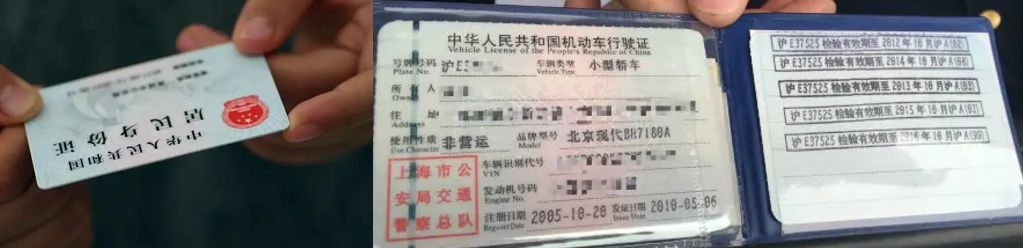 中华人民共和国
居民身份证
中华人民共和国机动车行驶证
Vehicle License of the People's Republic of China
号牌号码 沪E 车辆类型 小型轿车
Plate No. Vehicle Type
所有人
Owner
住址
Address
使用性质 非营运 品牌型号 北京现代BH7180A
Use Character Model
上海市公
安局交通
警察总队
车辆识别代号
VIN
发动机号码
Engine No.
注册日期 2005-10-20 发证日期 2010-05-06
Register Date Issue Date
沪E37525 检验有效期至2012年10月沪A(82)
沪E37525 检验有效期至2014年10月沪A
沪E37525 检验有效期至2013年10月沪A
沪E37525 检验有效期至2015年10月沪A
沪E37525 检验有效期至2016年10月沪A(99)